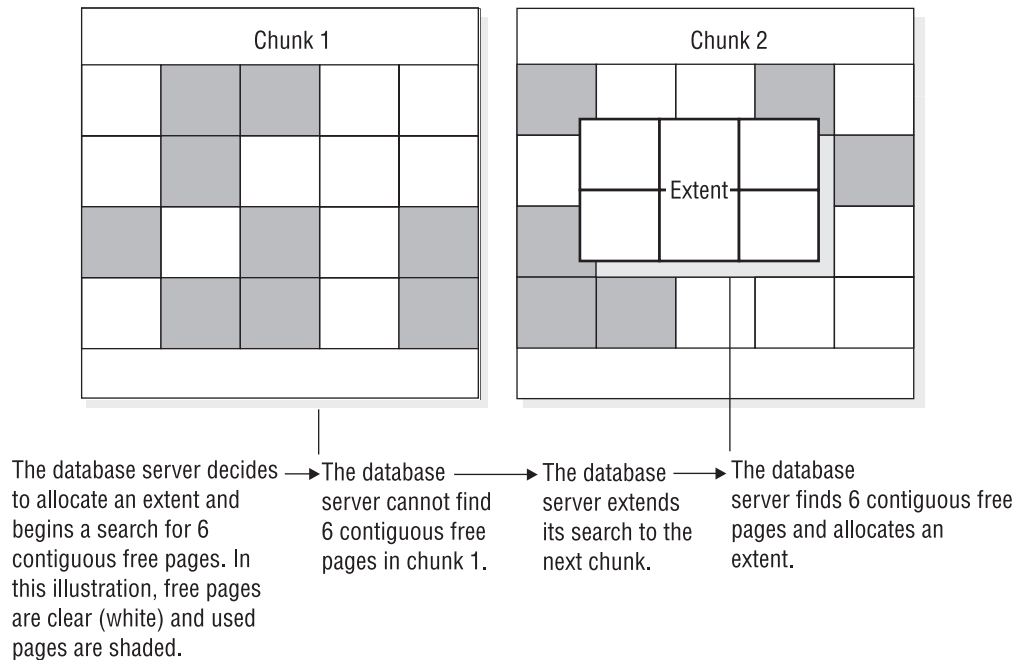 Chunk 1
Chunk 2
Extent
The database server decides
to allocate an extent and
begins a search for 6
contiguous free pages. In
this illustration, free pages
are clear (white) and used
pages are shaded.
The database
server cannot find
6 contiguous free
pages in chunk 1.
The database
server extends
its search to the
next chunk.
The database
server finds 6 contiguous free
pages and allocates an
extent.